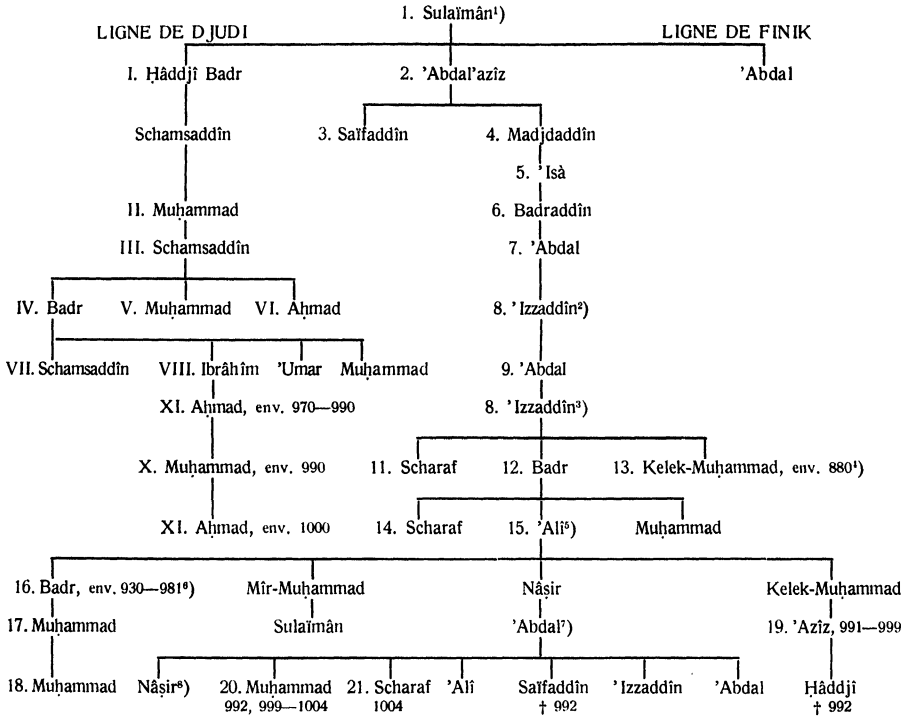 1. Sulaïmân¹)
LIGNE DE DJUDI LIGNE DE FINIK
I. Ḥâddjî Badr 2. ’Abdal’azîz ’Abdal
Schamsaddîn 3. Saïfaddîn 4. Madjdaddîn
5. ’Isà
II. Muḥammad 6. Badraddîn
III. Schamsaddîn 7. ’Abdal
IV. Badr V. Muḥammad VI. Aḥmad 8. ’Izzaddîn²)
VII. Schamsaddîn VIII. Ibrâhîm ’Umar Muḥammad 9. ’Abdal
XI. Aḥmad, env. 970—990 8. ’Izzaddîn³)
X. Muḥammad, env. 990 11. Scharaf 12. Badr 13. Kelek-Muḥammad, env. 880⁴)
XI. Aḥmad, env. 1000 14. Scharaf 15. ’Alî⁵) Muḥammad
16. Badr, env. 930—981⁶) Mîr-Muḥammad Nâṣir Kelek-Muḥammad
17. Muḥammad Sulaïmân ’Abdal⁷) 19. ’Azîz, 991—999
18. Muḥammad Nâṣir⁸) 20. Muḥammad 21. Scharaf ’Alî Saïfaddîn ’Izzaddîn ’Abdal Ḥâddjî
992, 999—1004 1004 † 992 † 992